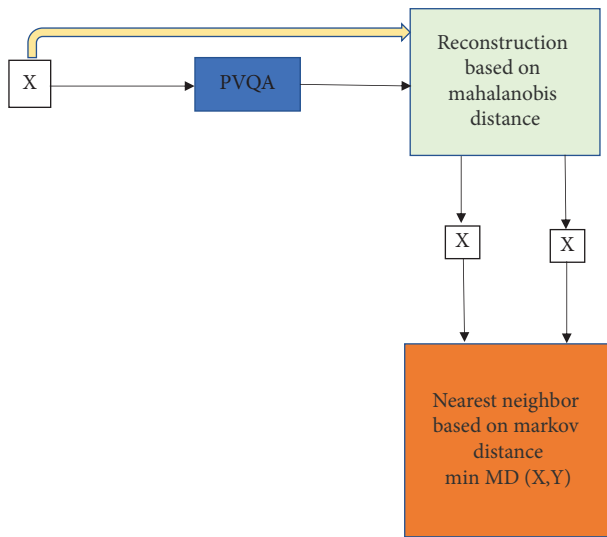 X
PVQA
Reconstruction
based on
mahalanobis
distance
X
X
Nearest neighbor
based on markov
distance
min MD (X,Y)